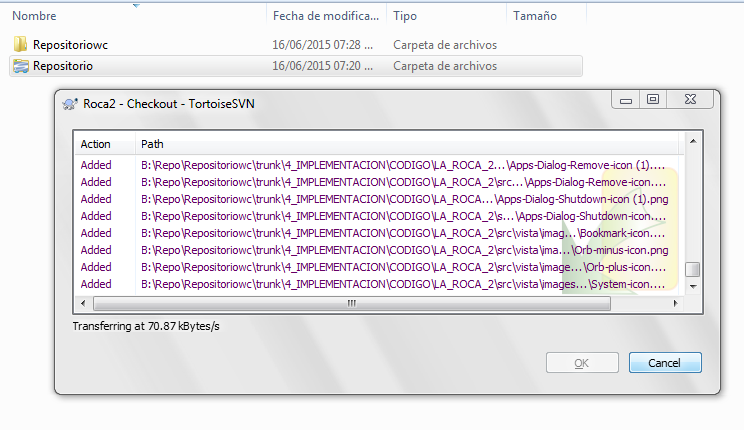 Nombre Fecha de modifica... Tipo Tamaño
Repositoriowc 16/06/2015 07:28 ... Carpeta de archivos
Repositorio 16/06/2015 07:20 ... Carpeta de archivos
Roca2 - Checkout - TortoiseSVN
Action Path
Added B:\Repo\Repositoriowc\trunk\4_IMPLEMENTACION\CODIGO\LA_ROCA_2...\Apps-Dialog-Remove-icon (1)....
Added B:\Repo\Repositoriowc\trunk\4_IMPLEMENTACION\CODIGO\LA_ROCA_2\src...\Apps-Dialog-Remove-icon....
Added B:\Repo\Repositoriowc\trunk\4_IMPLEMENTACION\CODIGO\LA_ROCA...\Apps-Dialog-Shutdown-icon (1).png
Added B:\Repo\Repositoriowc\trunk\4_IMPLEMENTACION\CODIGO\LA_ROCA_2\s...\Apps-Dialog-Shutdown-icon....
Added B:\Repo\Repositoriowc\trunk\4_IMPLEMENTACION\CODIGO\LA_ROCA_2\src\vista\imag...\Bookmark-icon....
Added B:\Repo\Repositoriowc\trunk\4_IMPLEMENTACION\CODIGO\LA_ROCA_2\src\vista\ima...\Orb-minus-icon.png
Added B:\Repo\Repositoriowc\trunk\4_IMPLEMENTACION\CODIGO\LA_ROCA_2\src\vista\image...\Orb-plus-icon....
Added B:\Repo\Repositoriowc\trunk\4_IMPLEMENTACION\CODIGO\LA_ROCA_2\src\vista\images...\System-icon....
Transferring at 70.87 kBytes/s
OK Cancel